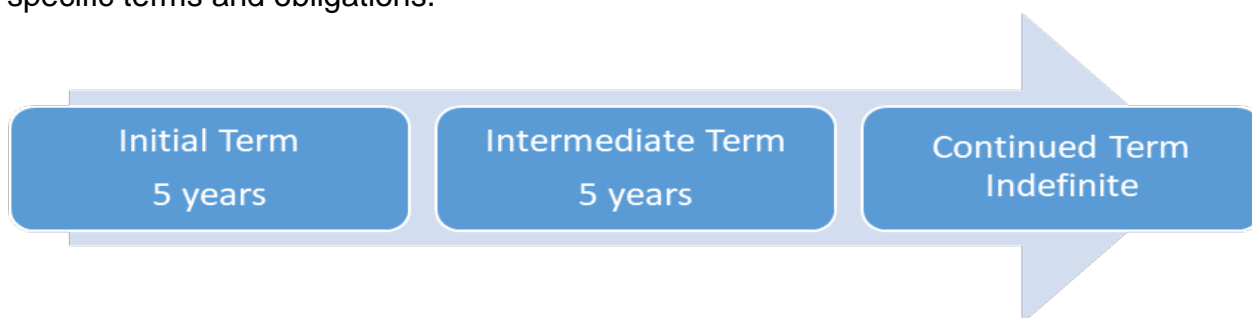 specific terms and obligations.
Initial Term
5 years
Intermediate Term
5 years
Continued Term
Indefinite